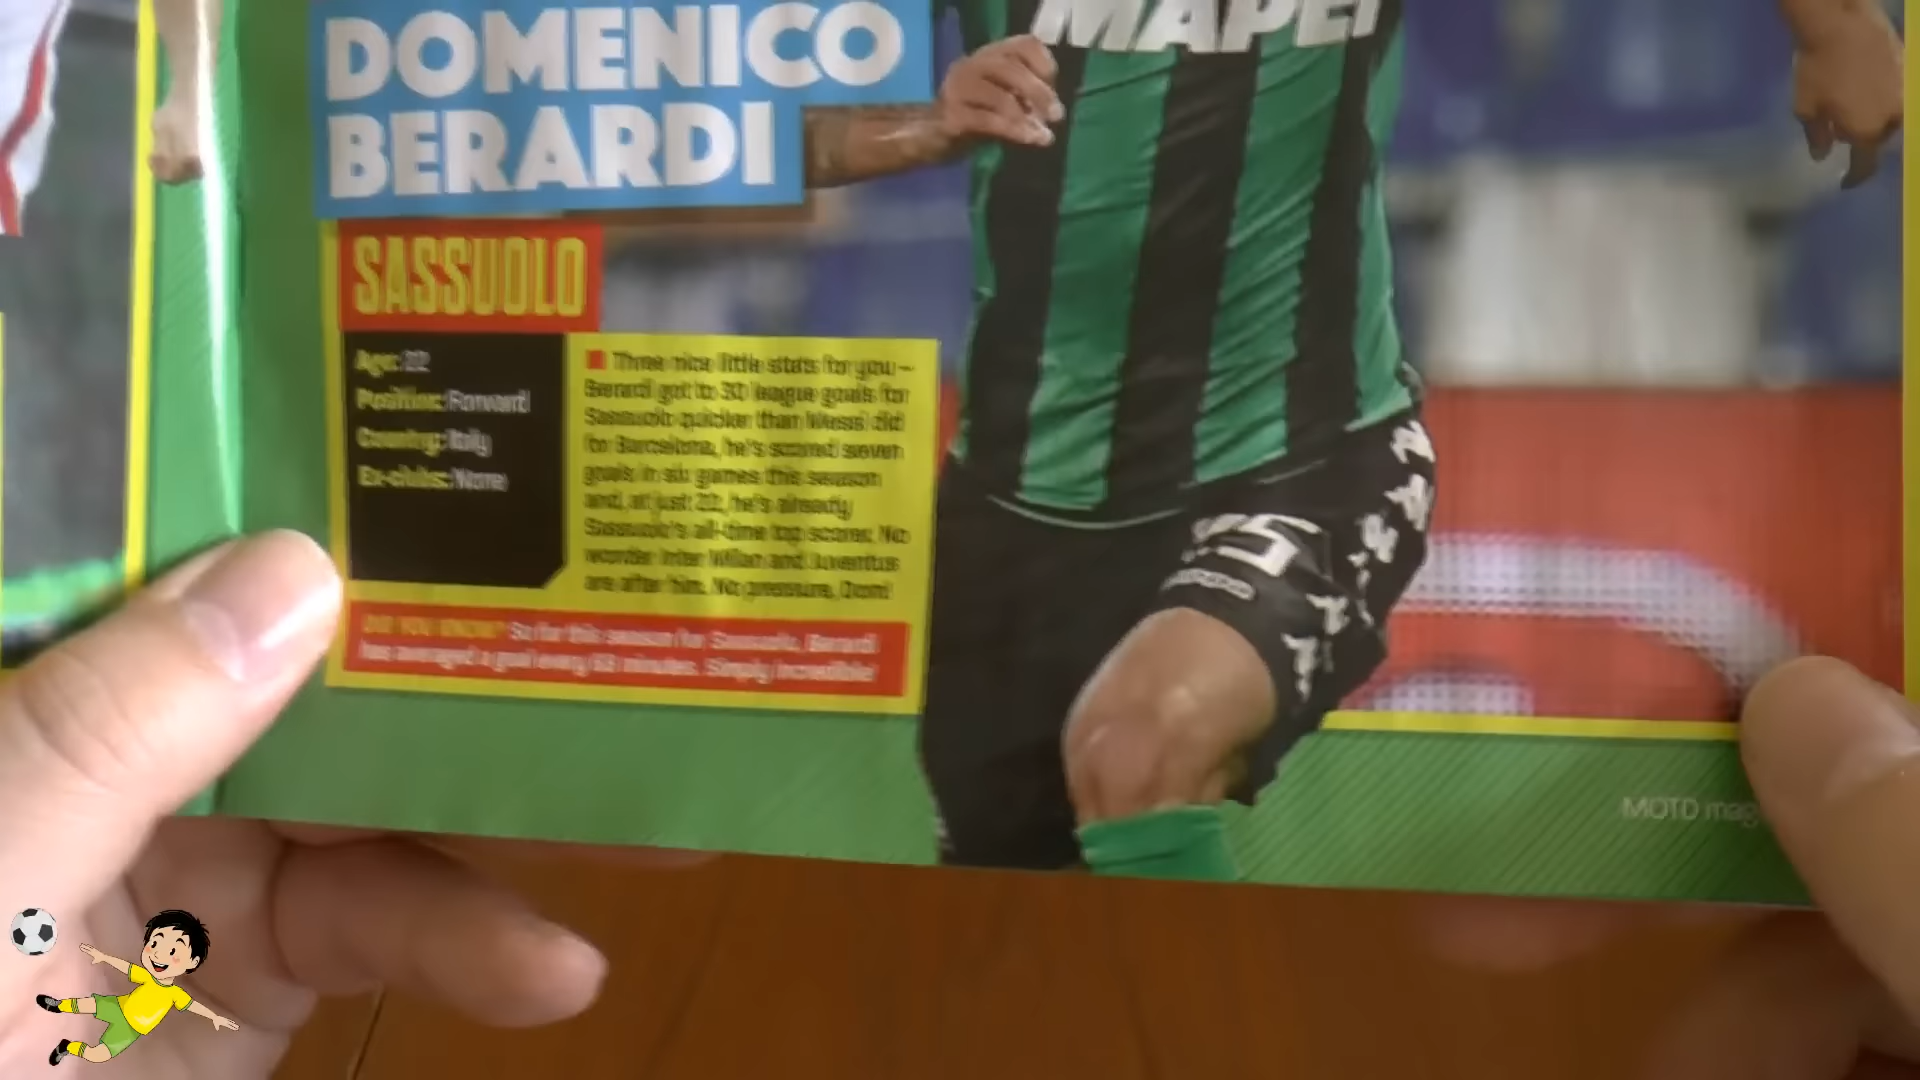 DOMENICO
BERARDI
MAPEI
SASSUOLO
Age: 22
Position: Forward
Country: Italy
Ex-clubs: None
Three nice little stats for you –
Berardi got to 30 league goals for
Sassuolo quicker than Messi did
for Barcelona, he's scored seven
goals in six games this season
and, at just 22, he's already
Sassuolo's all-time top scorer. No
wonder Inter Milan and Juventus
are after him. No pressure, Dom!
DID YOU KNOW? So far this season for Sassuolo, Berardi
has averaged a goal every minutes. Simply incredible!
25
MOTD mag